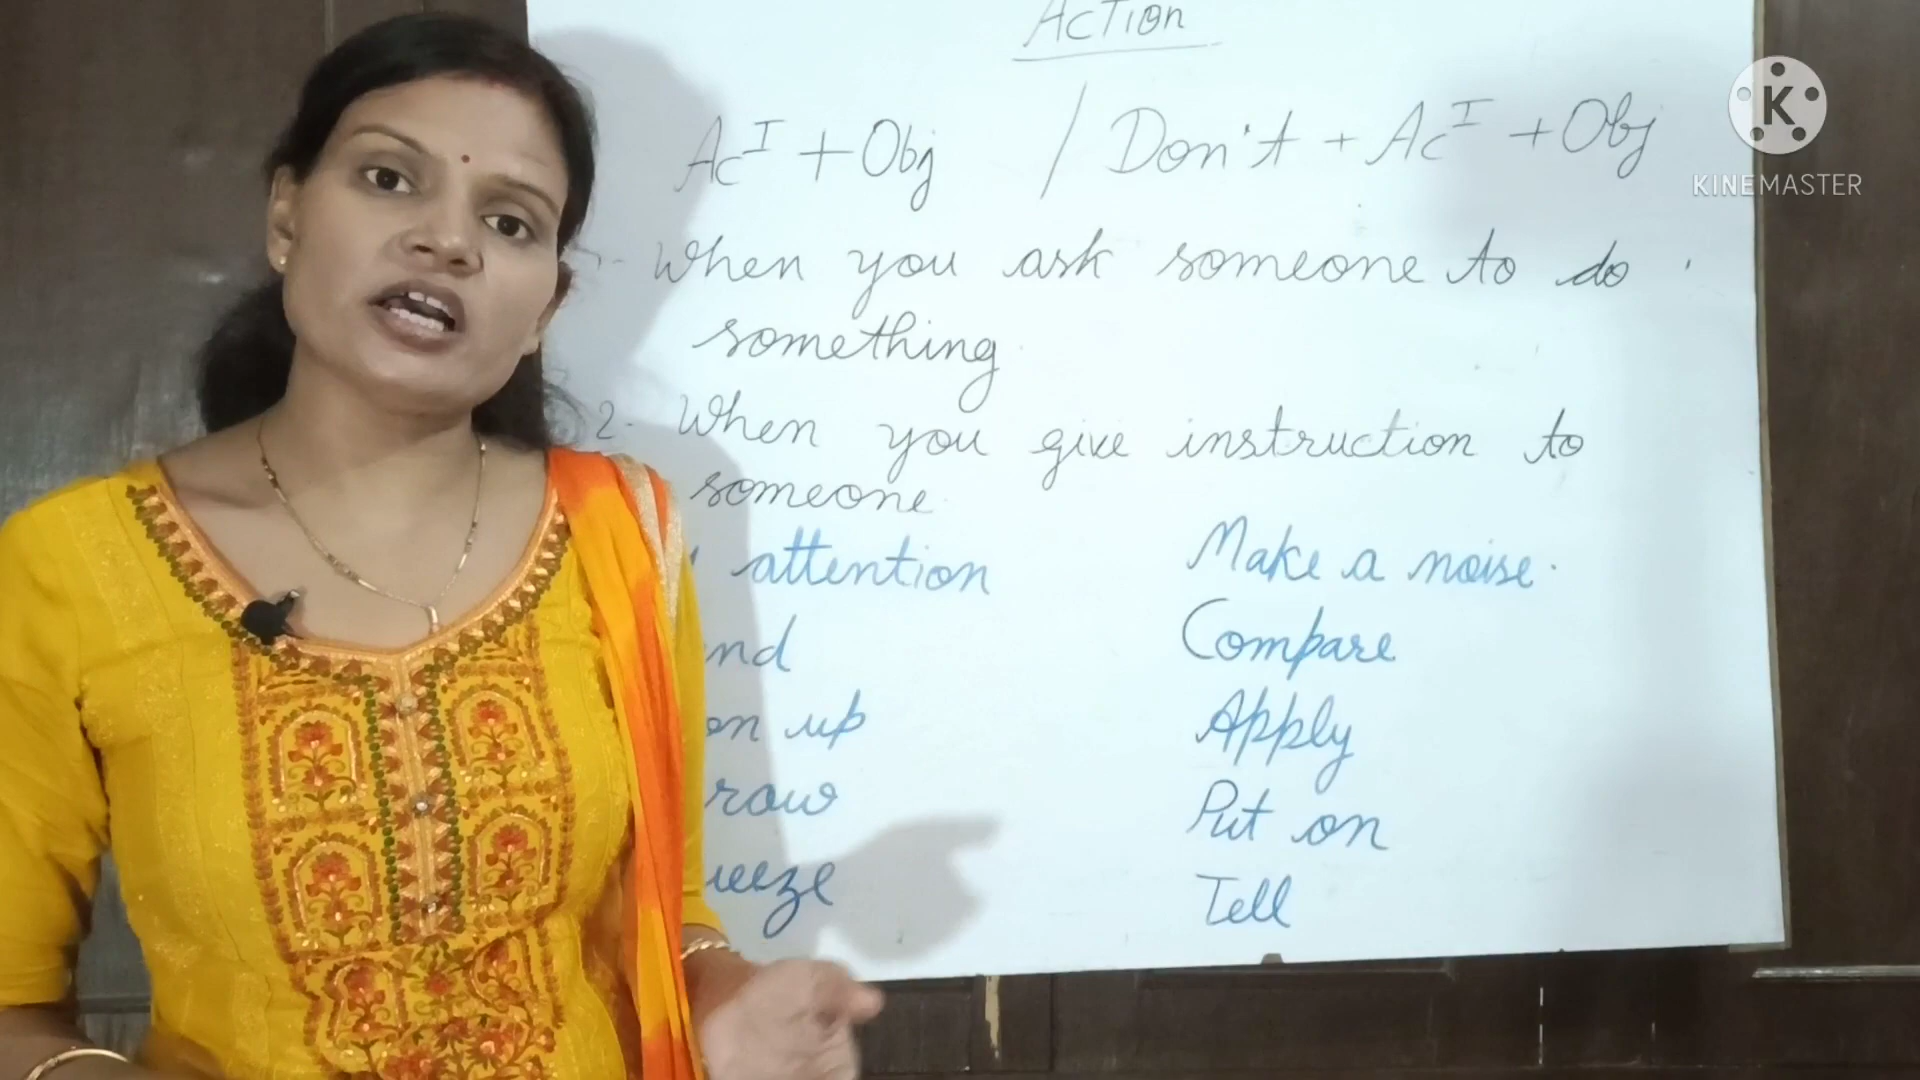 ACTION
Ac^I + Obj / Don't + Ac^I + Obj
When you ask someone to do
something
2. When you give instruction to
someone.
attention Make a noise.
Compare
up Apply
Put on
Tell
K
KINEMASTER